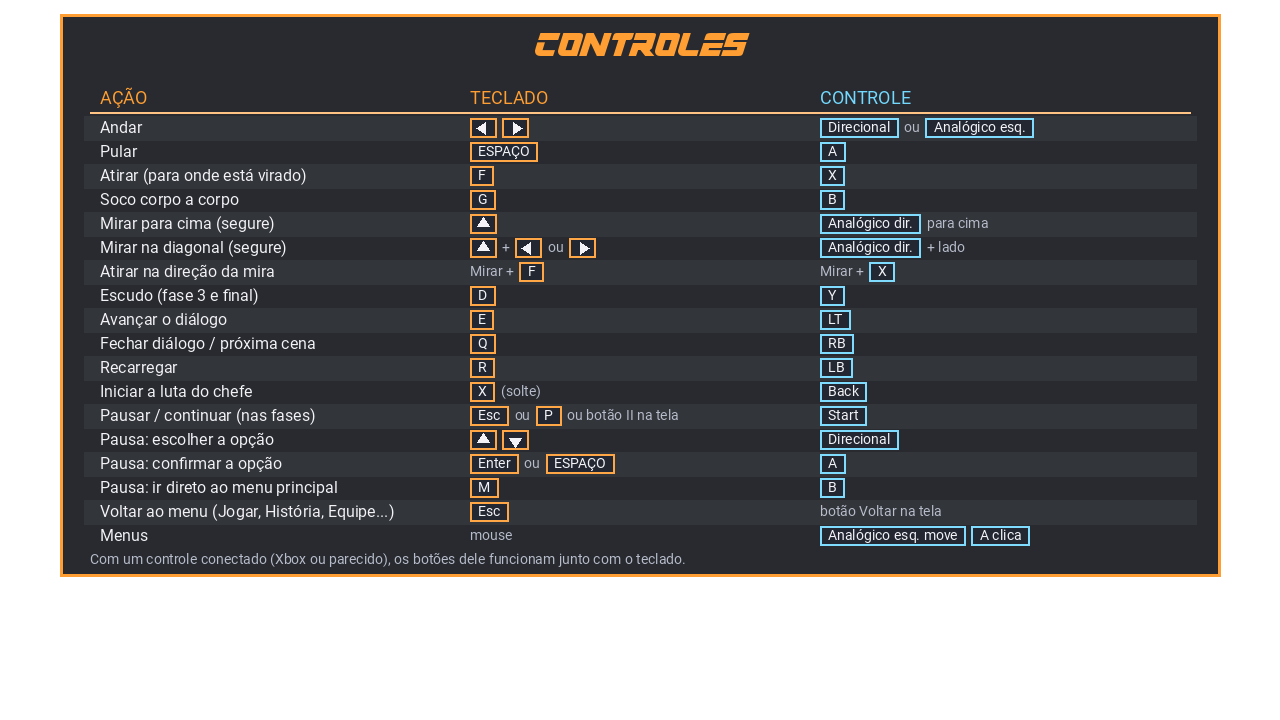 CONTROLES
AÇÃO TECLADO CONTROLE
Andar ◀ ▶ Direcional ou Analógico esq.
Pular ESPAÇO A
Atirar (para onde está virado) F X
Soco corpo a corpo G B
Mirar para cima (segure) ▲ Analógico dir. para cima
Mirar na diagonal (segure) ▲ + ◀ ou ▶ Analógico dir. + lado
Atirar na direção da mira Mirar + F Mirar + X
Escudo (fase 3 e final) D Y
Avançar o diálogo E LT
Fechar diálogo / próxima cena Q RB
Recarregar R LB
Iniciar a luta do chefe X (solte) Back
Pausar / continuar (nas fases) Esc ou P ou botão II na tela Start
Pausa: escolher a opção ▲ ▼ Direcional
Pausa: confirmar a opção Enter ou ESPAÇO A
Pausa: ir direto ao menu principal M B
Voltar ao menu (Jogar, História, Equipe...) Esc botão Voltar na tela
Menus mouse Analógico esq. move A clica
Com um controle conectado (Xbox ou parecido), os botões dele funcionam junto com o teclado.